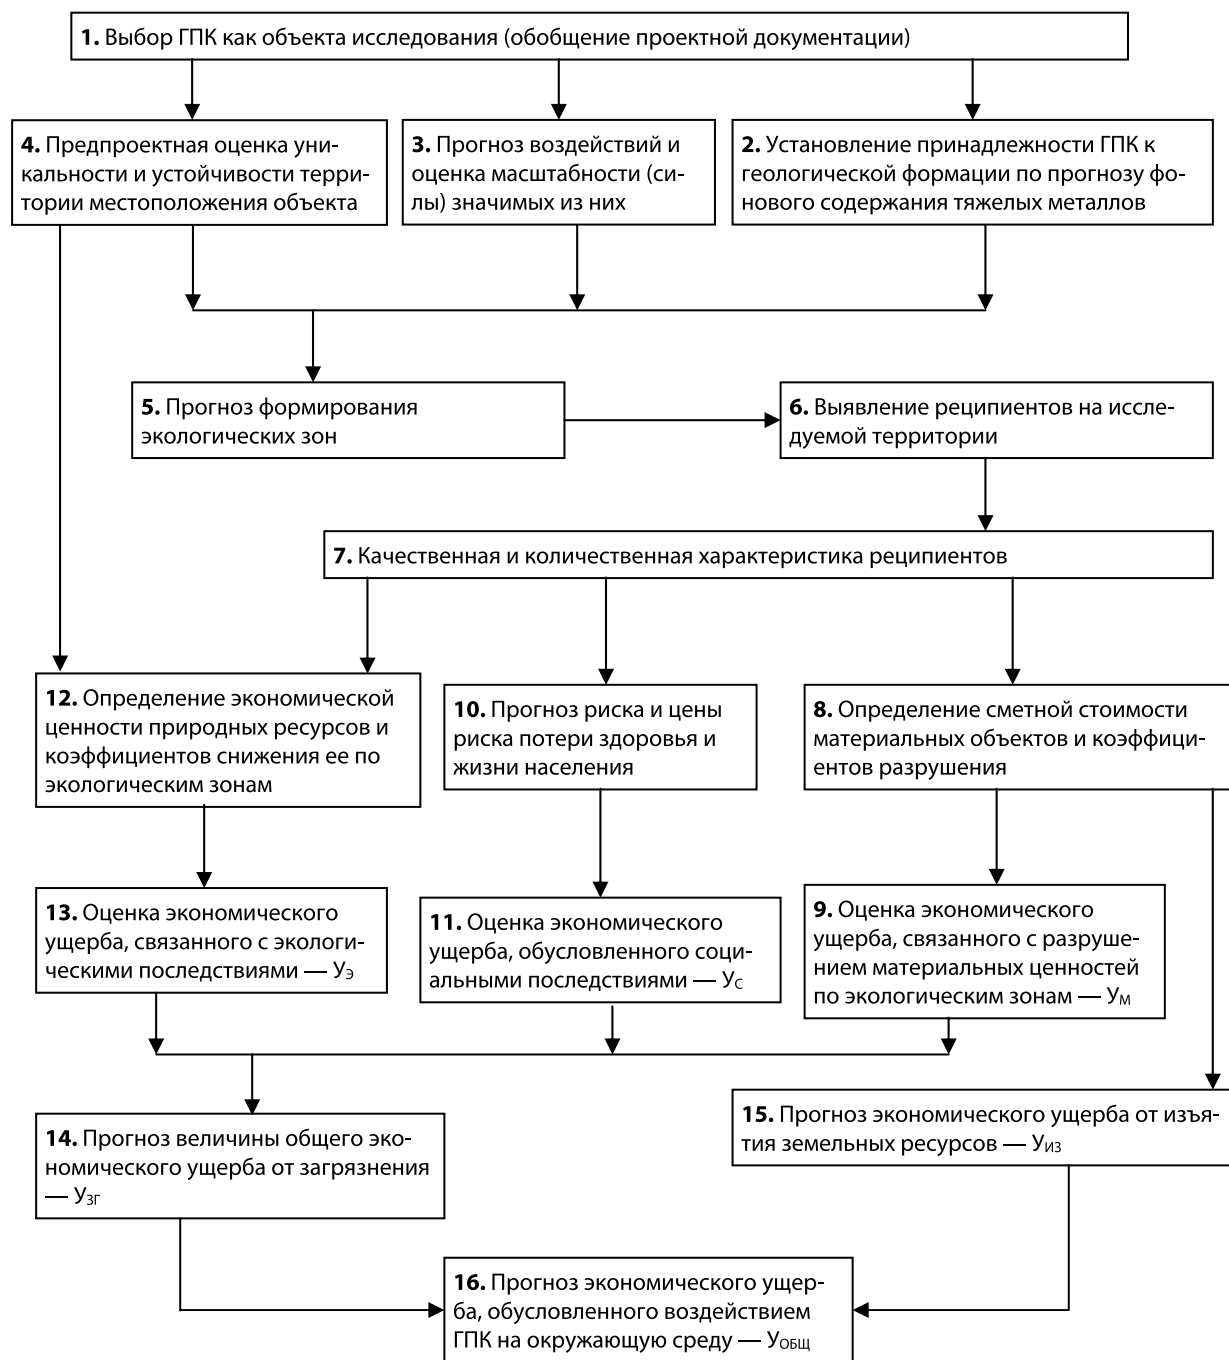 1. Выбор ГПК как объекта исследования (обобщение проектной документации)
4. Предпроектная оценка уни-
кальности и устойчивости терри-
тории местоположения объекта
3. Прогноз воздействий и
оценка масштабности (си-
лы) значимых из них
2. Установление принадлежности ГПК к
геологической формации по прогнозу фо-
нового содержания тяжелых металлов
5. Прогноз формирования
экологических зон
6. Выявление реципиентов на иссле-
дуемой территории
7. Качественная и количественная характеристика реципиентов
12. Определение экономической
ценности природных ресурсов и
коэффициентов снижения ее по
экологическим зонам
10. Прогноз риска и цены
риска потери здоровья и
жизни населения
8. Определение сметной стоимости
материальных объектов и коэффици-
ентов разрушения
13. Оценка экономического
ущерба, связанного с экологи-
ческими последствиями — УЭ
11. Оценка экономического
ущерба, обусловленного соци-
альными последствиями — УС
9. Оценка экономического
ущерба, связанного с разруше-
нием материальных ценностей
по экологическим зонам — УМ
14. Прогноз величины общего эко-
номического ущерба от загрязнения
— УЗГ
15. Прогноз экономического ущерба от изъя-
тия земельных ресурсов — УИЗ
16. Прогноз экономического ущер-
ба, обусловленного воздействием
ГПК на окружающую среду — УОБЩ